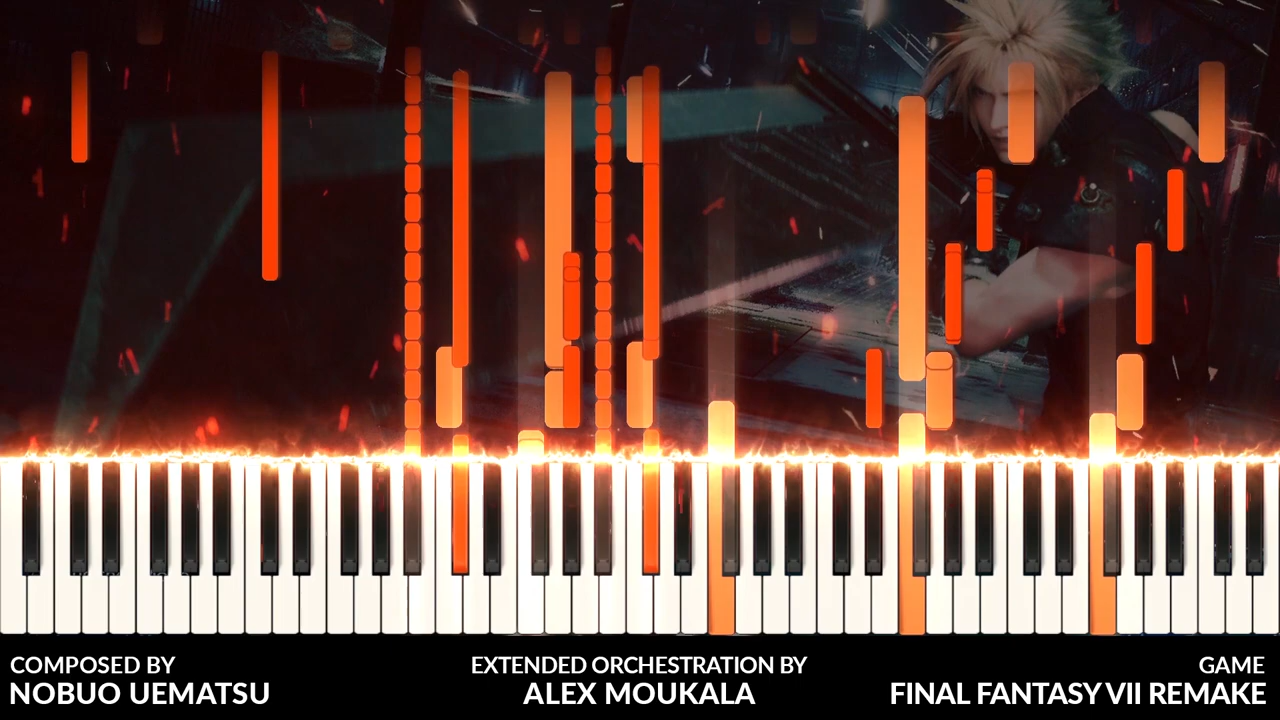 COMPOSED BY
NOBUO UEMATSU
EXTENDED ORCHESTRATION BY
ALEX MOUKALA
GAME
FINAL FANTASY VII REMAKE